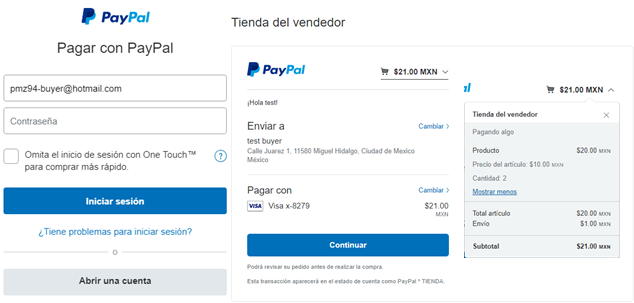 PayPal
Pagar con PayPal
pmz94-buyer@hotmail.com
Contraseña
Omita el inicio de sesión con One Touch™
para comprar más rápido.
?
Iniciar sesión
¿Tiene problemas para iniciar sesión?
o
Abrir una cuenta
Tienda del vendedor
PayPal
$21.00 MXN
¡Hola test!
Enviar a
Cambiar
test buyer
Calle Juarez 1, 11580 Miguel Hidalgo, Ciudad de Mexico
México
Pagar con
Cambiar
VISA Visa x-8279
$21.00
MXN
Continuar
Podrá revisar su pedido antes de realizar la compra.
Esta transacción aparecerá en el estado de cuenta como PayPal * TIENDA.
al
$21.00 MXN
Tienda del vendedor
Pagando algo
Producto $20.00 MXN
Precio del artículo: $10.00 MXN
Cantidad: 2
Mostrar menos
Total artículo $20.00 MXN
Envío $1.00 MXN
Subtotal $21.00 MXN